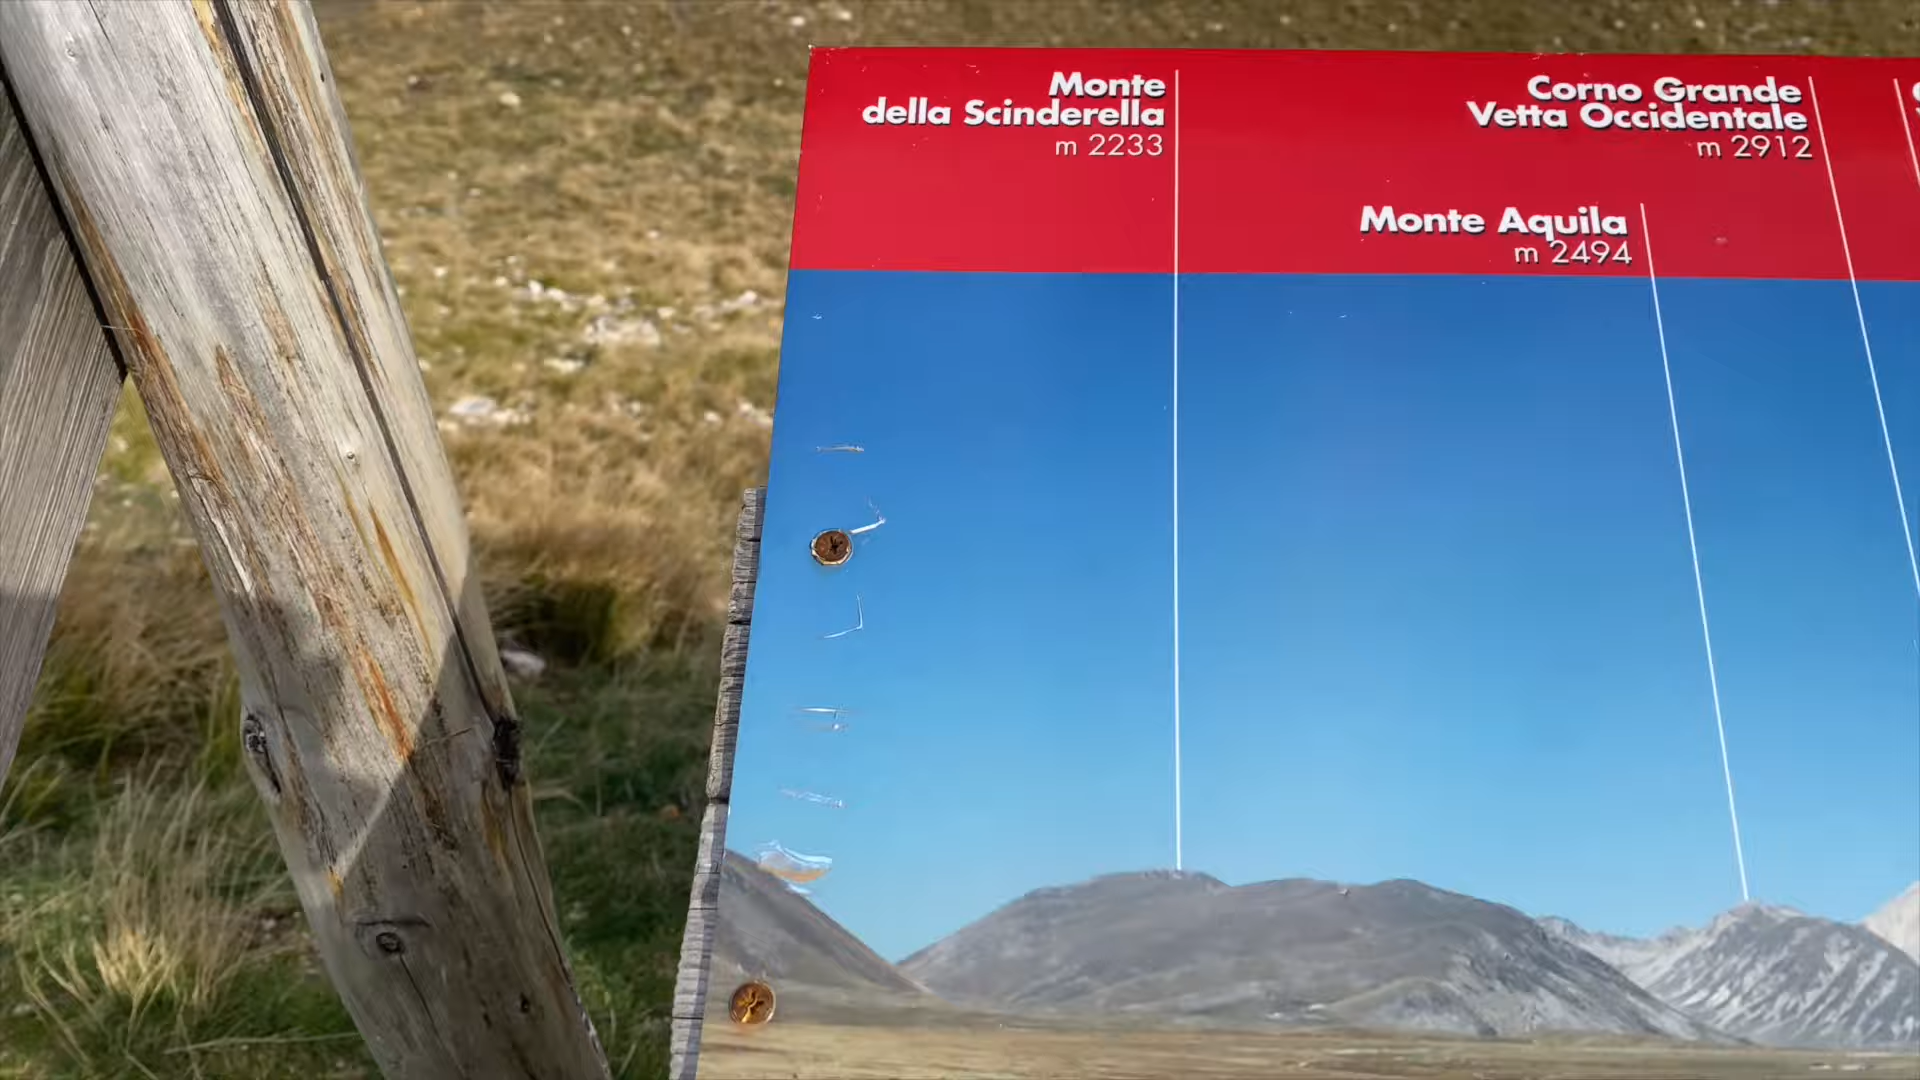 Monte
della Scinderella
m 2233
Corno Grande
Vetta Occidentale
m 2912
Monte Aquila
m 2494